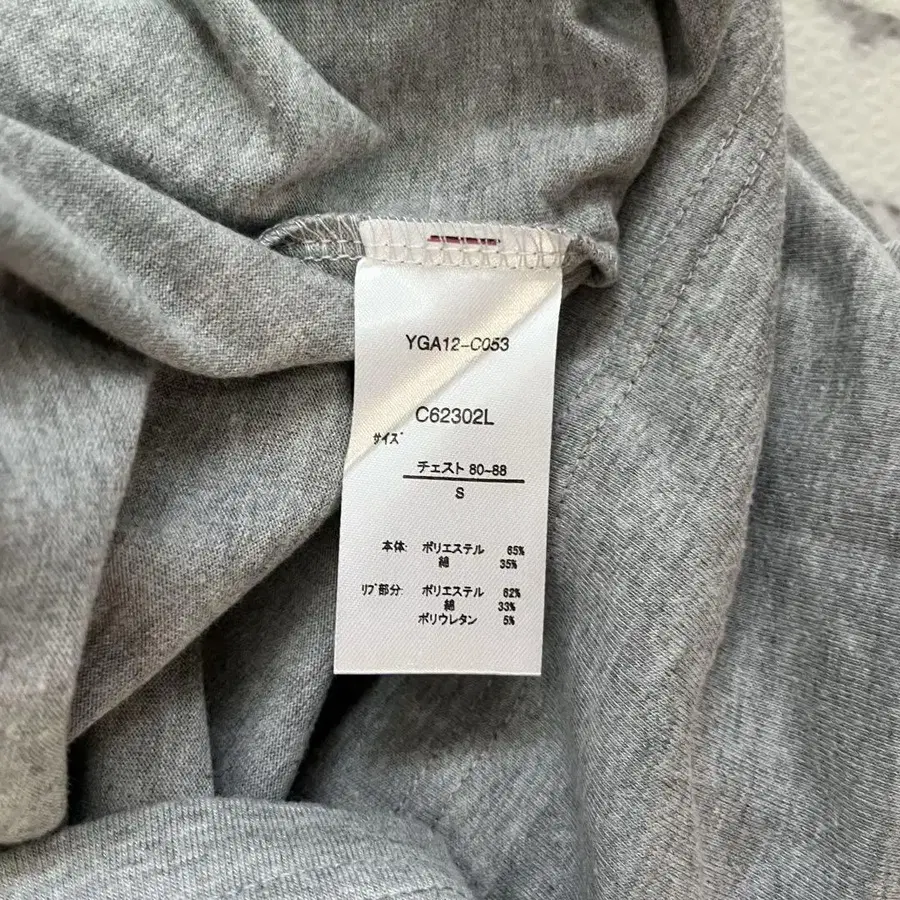 YGA12-C053
C62302L
サイズ
チェスト 80-88
S
本体: ポリエステル 65%
綿 35%
リブ部分: ポリエステル 62%
綿 33%
ポリウレタン 5%